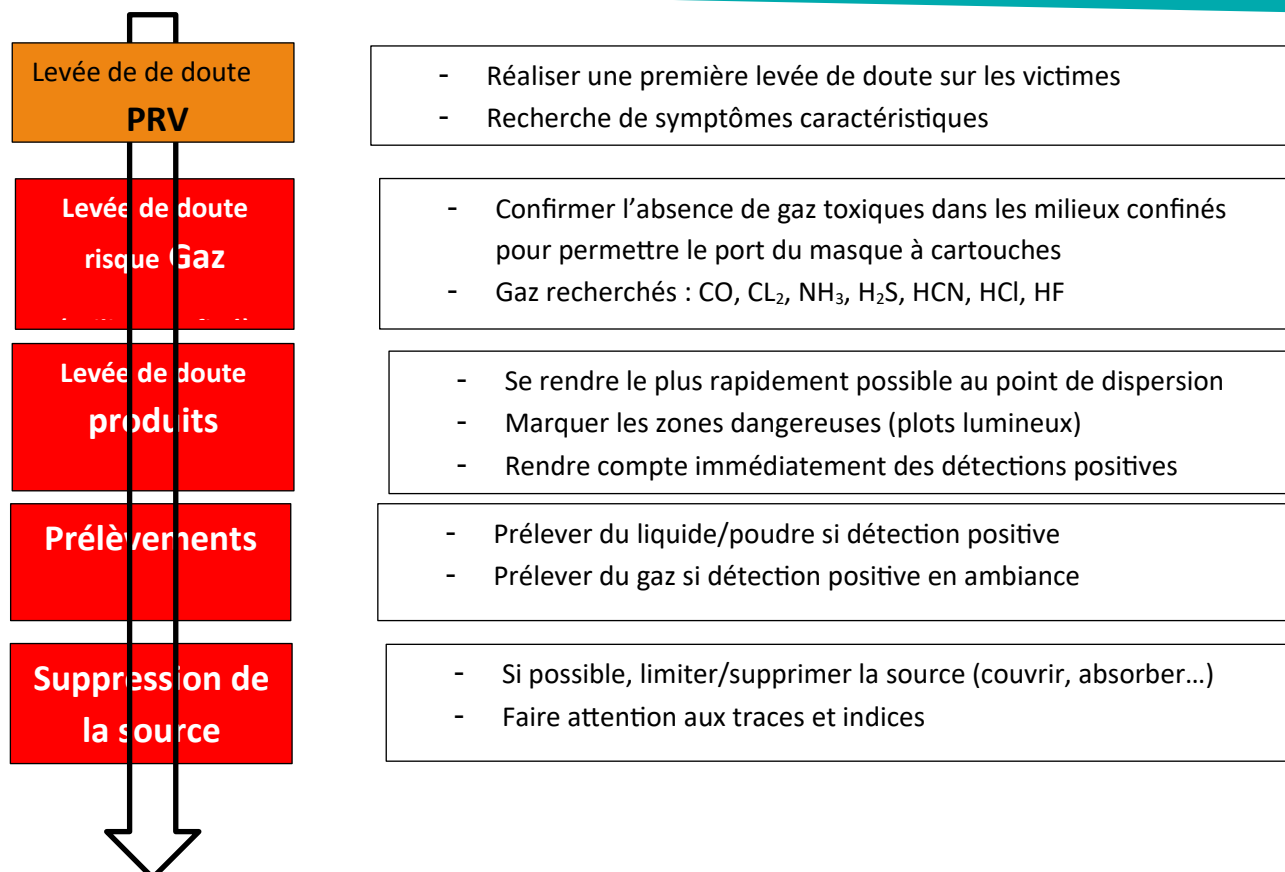 Levée de de doute
PRV
- Réaliser une première levée de doute sur les victimes
- Recherche de symptômes caractéristiques
Levée de doute
risque Gaz
- Confirmer l’absence de gaz toxiques dans les milieux confinés
pour permettre le port du masque à cartouches
- Gaz recherchés : CO, CL₂, NH₃, H₂S, HCN, HCl, HF
Levée de doute
produits
- Se rendre le plus rapidement possible au point de dispersion
- Marquer les zones dangereuses (plots lumineux)
- Rendre compte immédiatement des détections positives
Prélèvements
- Prélever du liquide/poudre si détection positive
- Prélever du gaz si détection positive en ambiance
Suppression de
la source
- Si possible, limiter/supprimer la source (couvrir, absorber…)
- Faire attention aux traces et indices